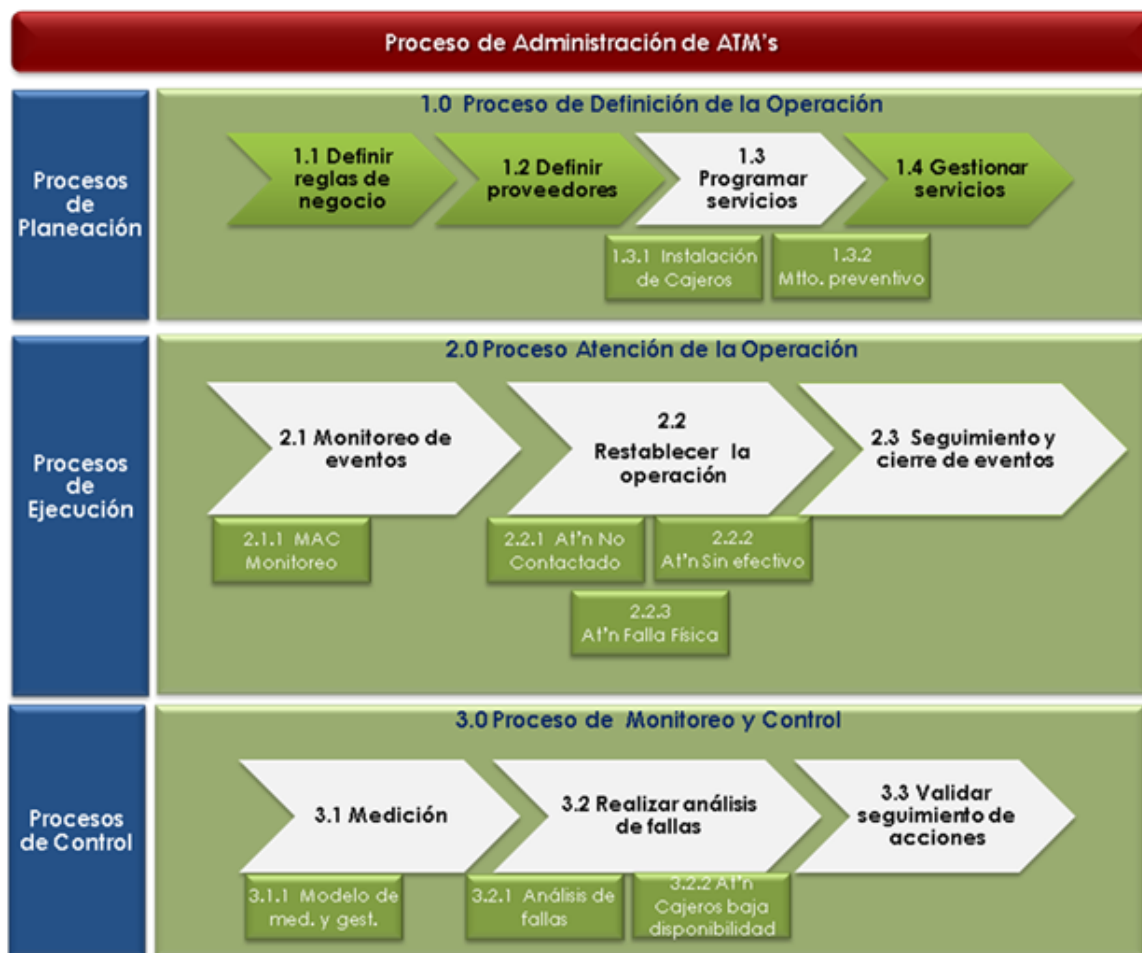 Proceso de Administración de ATM's
Procesos
de
Planeación
1.0 Proceso de Definición de la Operación
1.1 Definir
reglas de
negocio
1.2 Definir
proveedores
1.3
Programar
servicios
1.4 Gestionar
servicios
1.3.1 Instalación
de Cajeros
1.3.2
Mtto. preventivo
Procesos
de
Ejecución
2.0 Proceso Atención de la Operación
2.1 Monitoreo de
eventos
2.2
Restablecer la
operación
2.3 Seguimiento y
cierre de eventos
2.1.1 MAC
Monitoreo
2.2.1 At'n No
Contactado
2.2.2
At'n Sin efectivo
2.2.3
At'n Falla Física
Procesos
de Control
3.0 Proceso de Monitoreo y Control
3.1 Medición
3.2 Realizar análisis
de fallas
3.3 Validar
seguimiento de
acciones
3.1.1 Modelo de
med. y gest.
3.2.1 Análisis de
fallas
3.2.2 At'n
Cajeros baja
disponibilidad